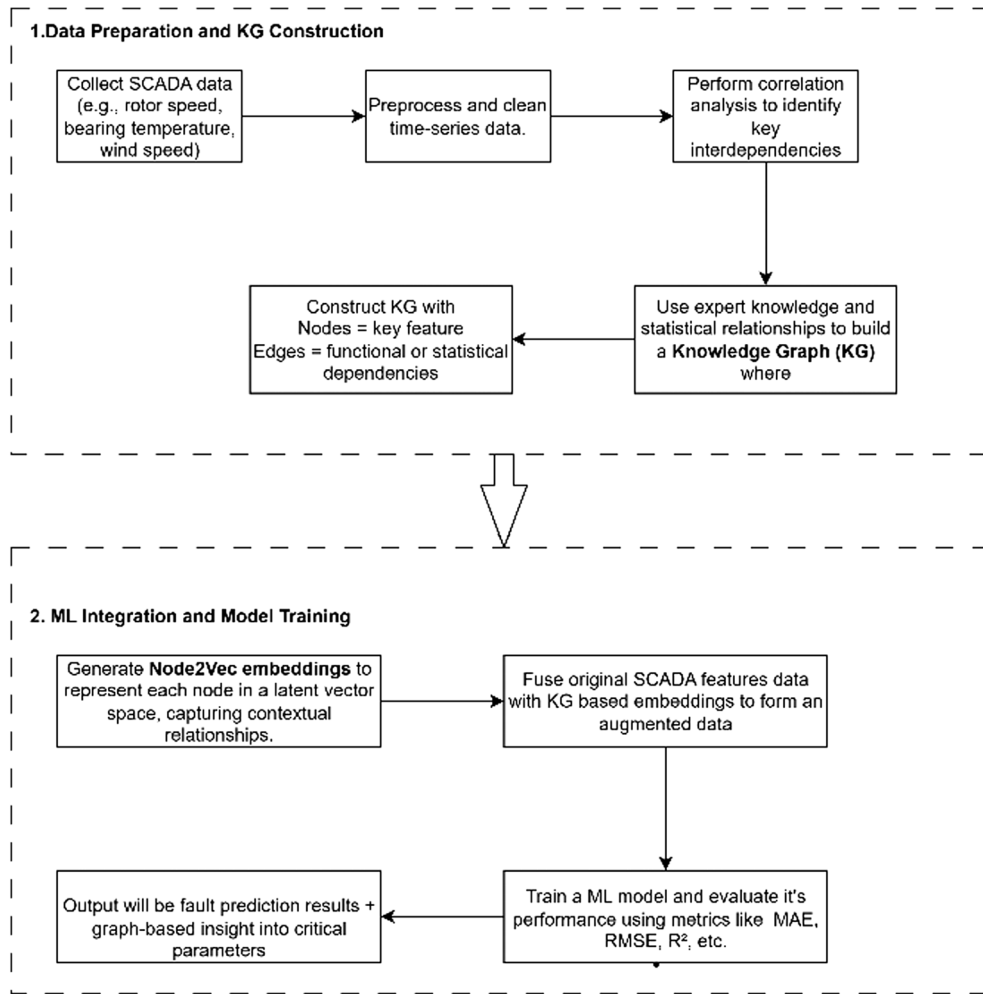 1.Data Preparation and KG Construction
Collect SCADA data
(e.g., rotor speed,
bearing temperature,
wind speed)
Preprocess and clean
time-series data.
Perform correlation
analysis to identify
key
interdependencies
Use expert knowledge and
statistical relationships to build
a Knowledge Graph (KG)
where
Construct KG with
Nodes = key feature
Edges = functional or statistical
dependencies
2. ML Integration and Model Training
Generate Node2Vec embeddings to
represent each node in a latent vector
space, capturing contextual
relationships.
Fuse original SCADA features data
with KG based embeddings to form an
augmented data
Train a ML model and evaluate it's
performance using metrics like MAE,
RMSE, R², etc.
Output will be fault prediction results +
graph-based insight into critical
parameters